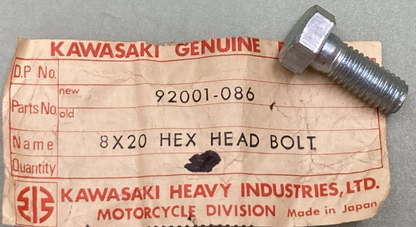 KAWASAKI GENUINE P
D.P No.
new
Parts No.
92001-086
old
Name
8X20 HEX HEAD BOLT
Quantity
KAWASAKI HEAVY INDUSTRIES, LTD.
MOTORCYCLE DIVISION Made in Japan